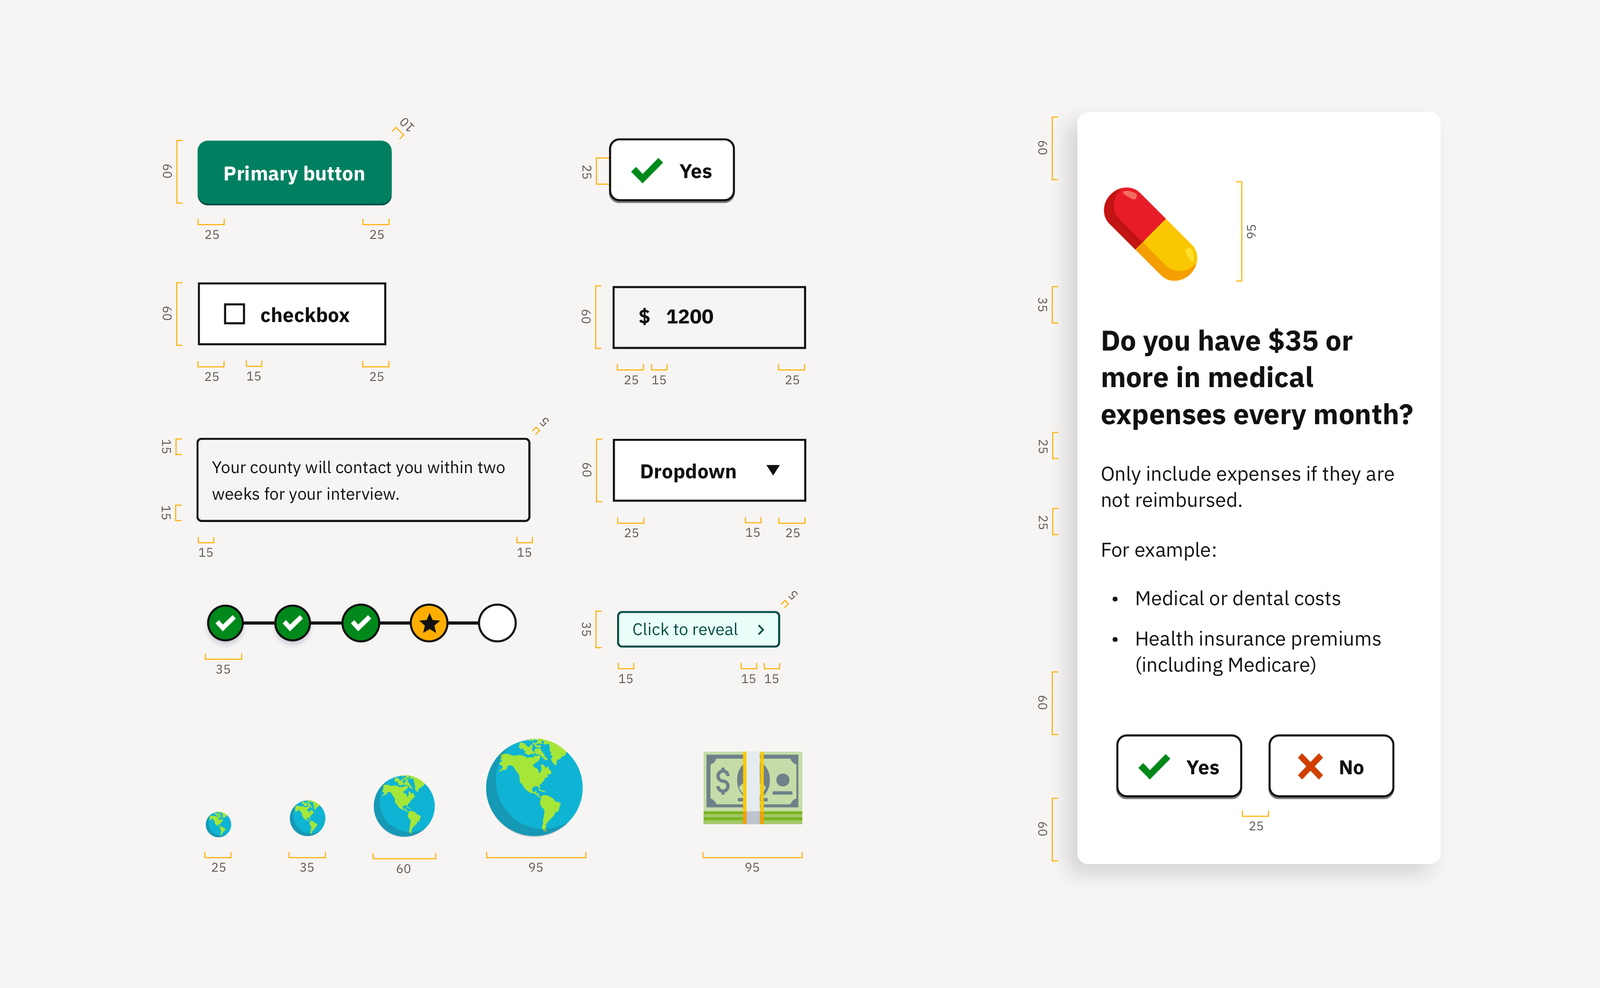 10
60
Primary button
25
25
25
Yes
60
checkbox
25
15
25
60
$ 1200
25
15
25
5
15
15
Your county will contact you within two
weeks for your interview.
15
15
60
Dropdown
25
15
25
35
5
35
Click to reveal
15
15
15
25
35
60
95
95
60
95
35
Do you have $35 or
more in medical
expenses every month?
25
Only include expenses if they are
not reimbursed.
25
For example:
• Medical or dental costs
• Health insurance premiums
(including Medicare)
60
Yes
No
25
60